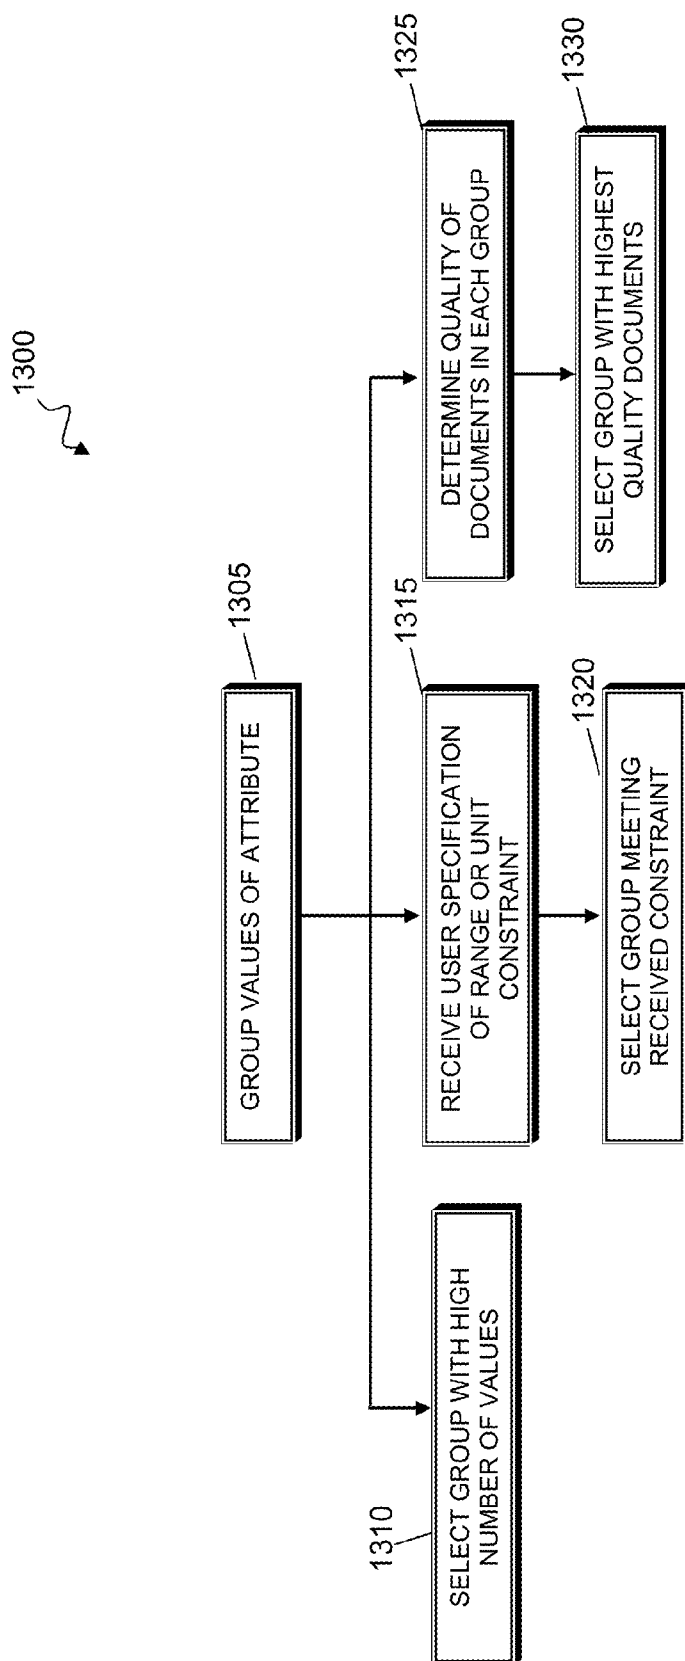 1300
1305
GROUP VALUES OF ATTRIBUTE
1310
SELECT GROUP WITH HIGH
NUMBER OF VALUES
1315
RECEIVE USER SPECIFICATION
OF RANGE OR UNIT
CONSTRAINT
1320
SELECT GROUP MEETING
RECEIVED CONSTRAINT
1325
DETERMINE QUALITY OF
DOCUMENTS IN EACH GROUP
1330
SELECT GROUP WITH HIGHEST
QUALITY DOCUMENTS